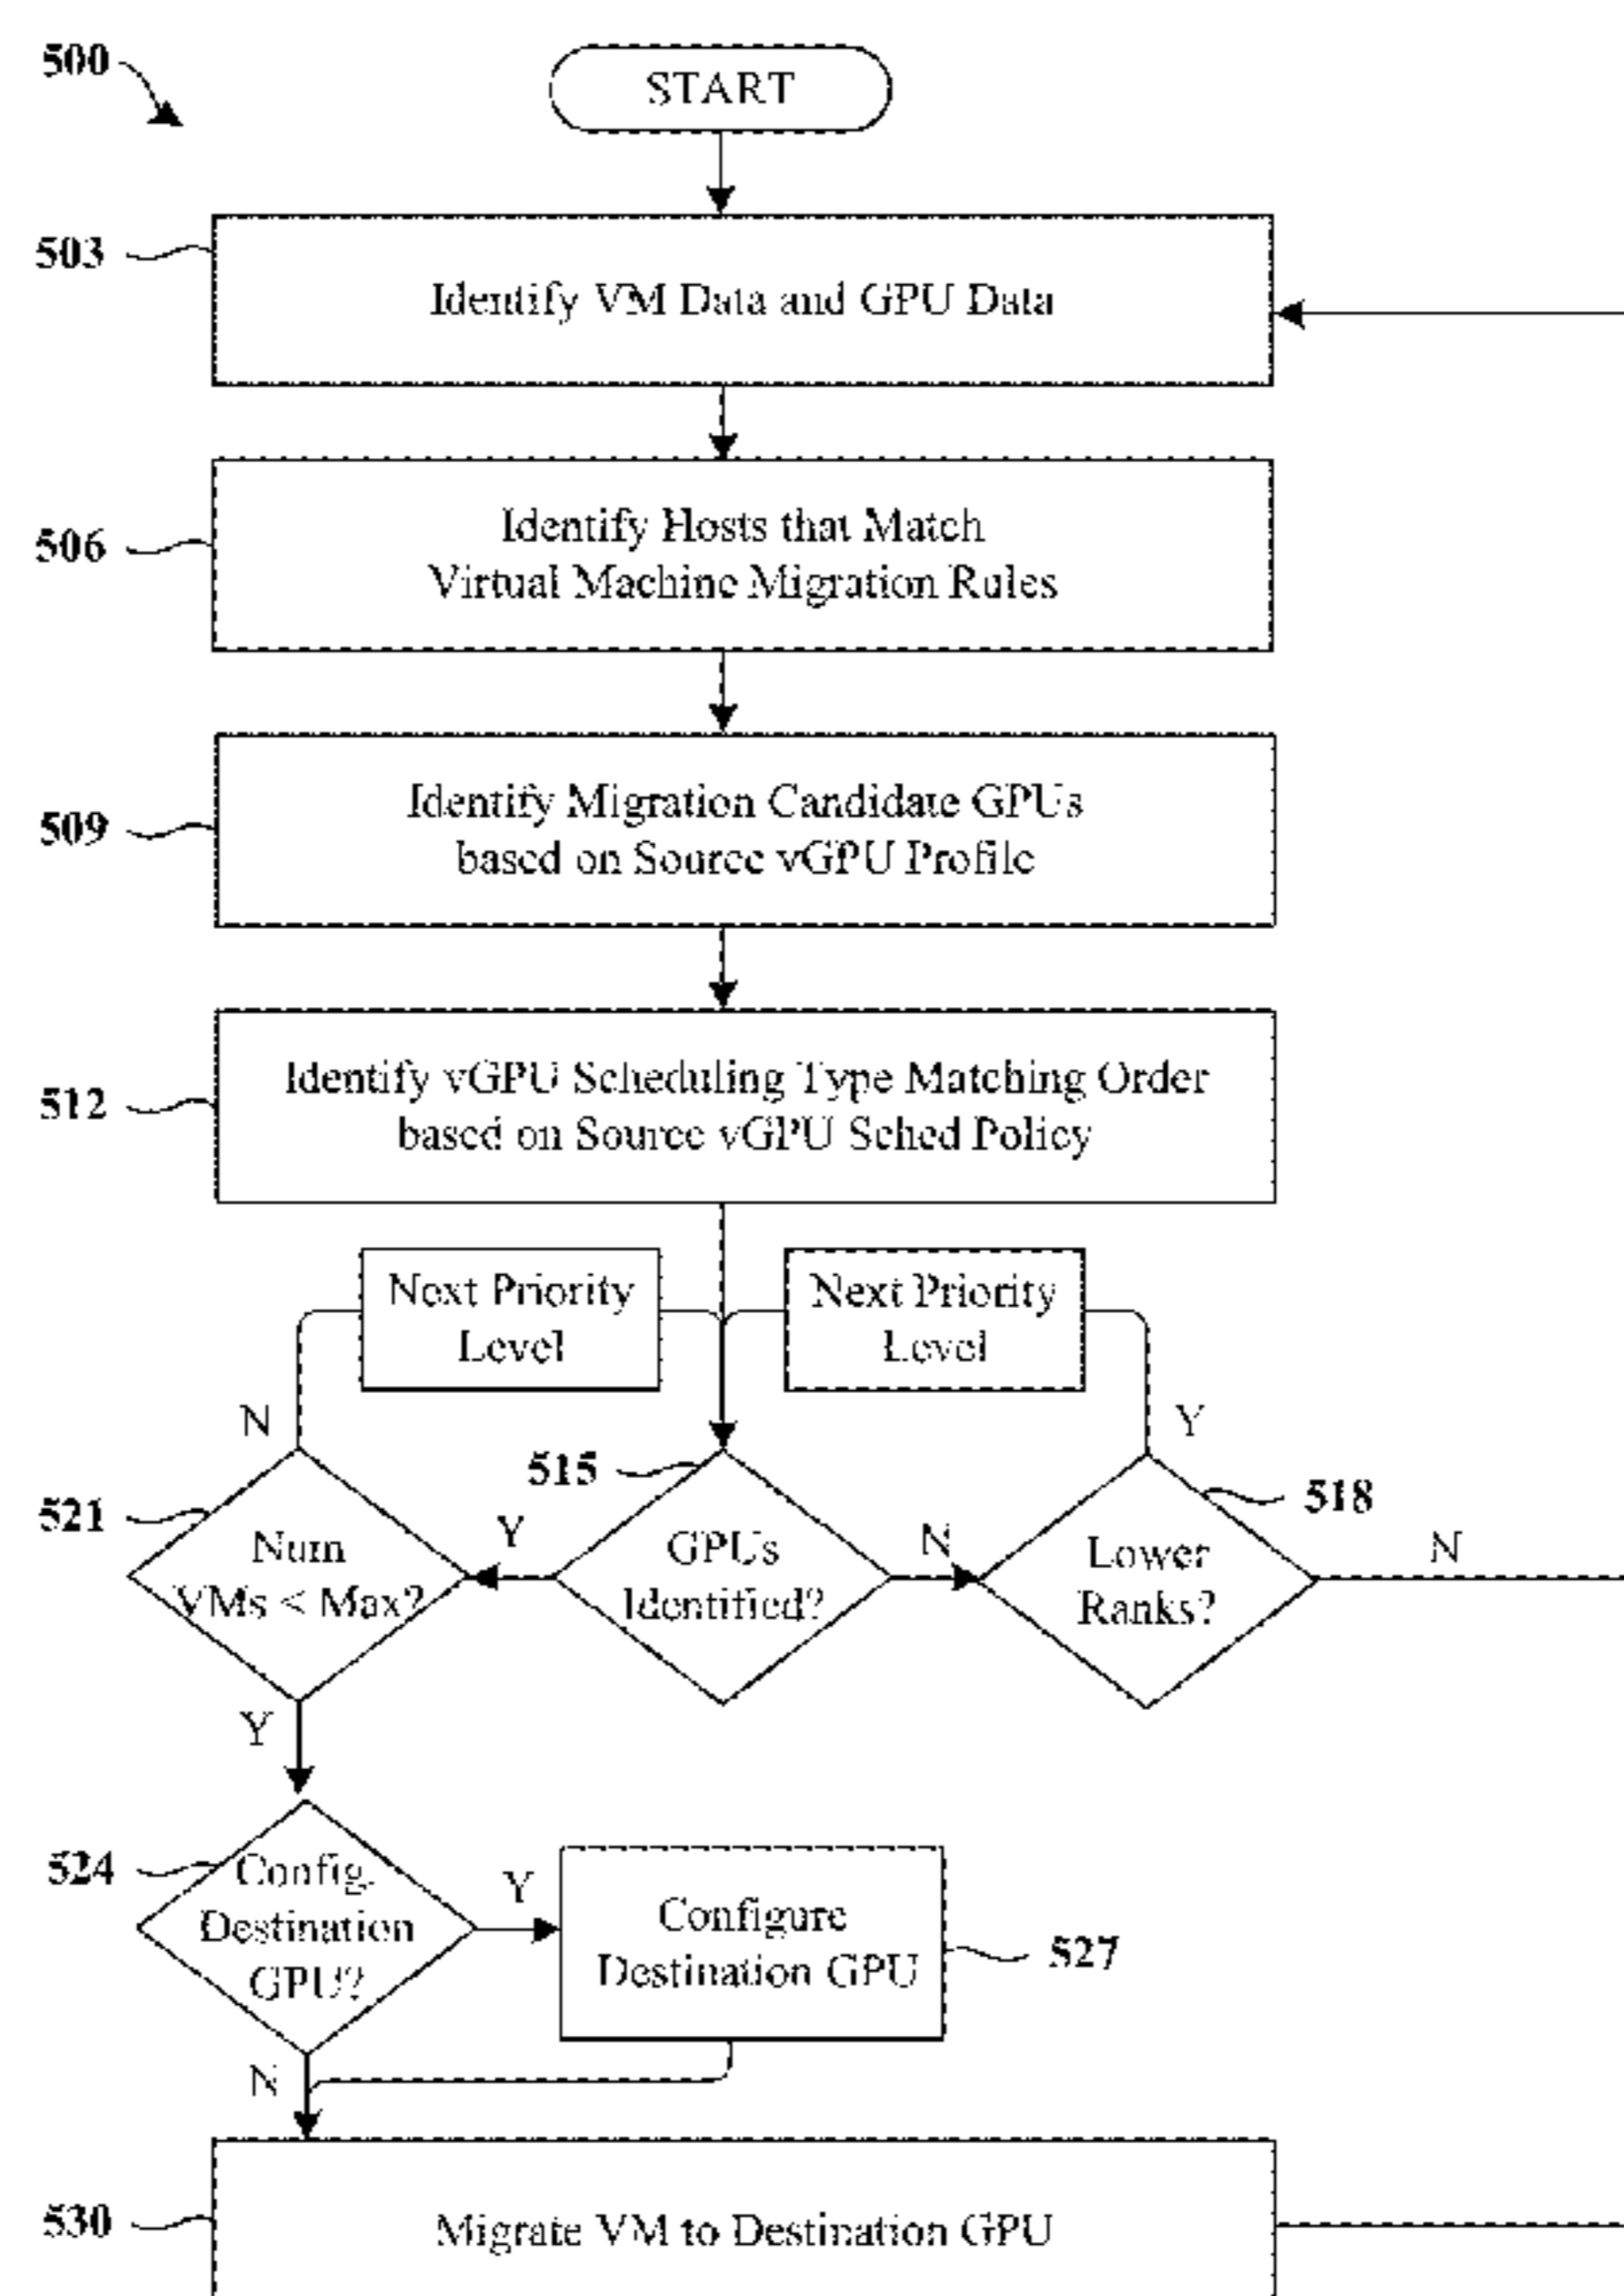 500
START
503
Identify VM Data and GPU Data
506
Identify Hosts that Match
Virtual Machine Migration Rules
509
Identify Migration Candidate GPUs
based on Source vGPU Profile
512
Identify vGPU Scheduling Type Matching Order
based on Source vGPU Sched Policy
Next Priority
Level
Next Priority
Level
N
Y
515
518
521
Num
VMs < Max?
Y
GPUs
Identified?
N
Lower
Ranks?
N
Y
524
Config.
Destination
GPU?
Y
Configure
Destination GPU
527
N
530
Migrate VM to Destination GPU